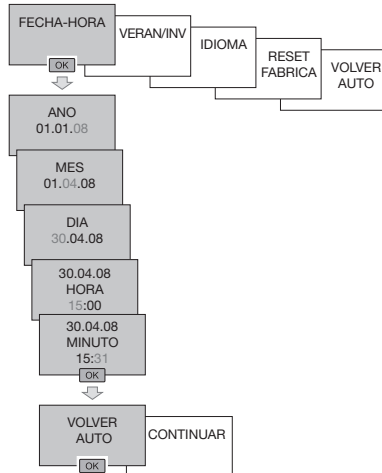 FECHA-HORA
OK
VERAN/INV
IDIOMA
RESET
FABRICA
VOLVER
AUTO
ANO
01.01.08
MES
01.04.08
DIA
30.04.08
30.04.08
HORA
15:00
30.04.08
MINUTO
15:31
OK
VOLVER
AUTO
OK
CONTINUAR